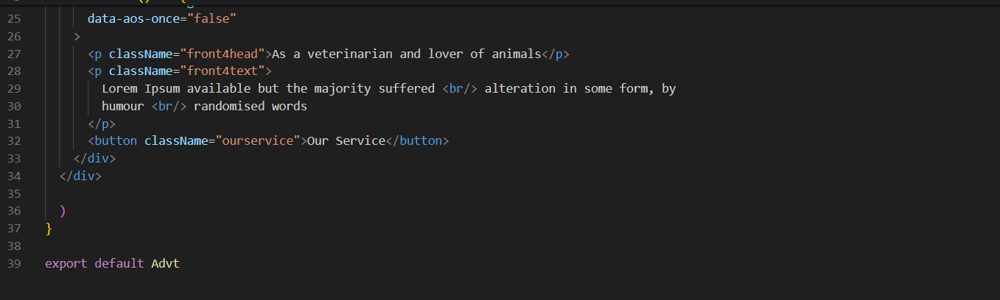 25 data-aos-once="false"
26 >
27 <p className="front4head">As a veterinarian and lover of animals</p>
28 <p className="front4text">
29 Lorem Ipsum available but the majority suffered <br/> alteration in some form, by
30 humour <br/> randomised words
31 </p>
32 <button className="ourservice">Our Service</button>
33 </div>
34 </div>
35
36 )
37 }
38
39 export default Advt